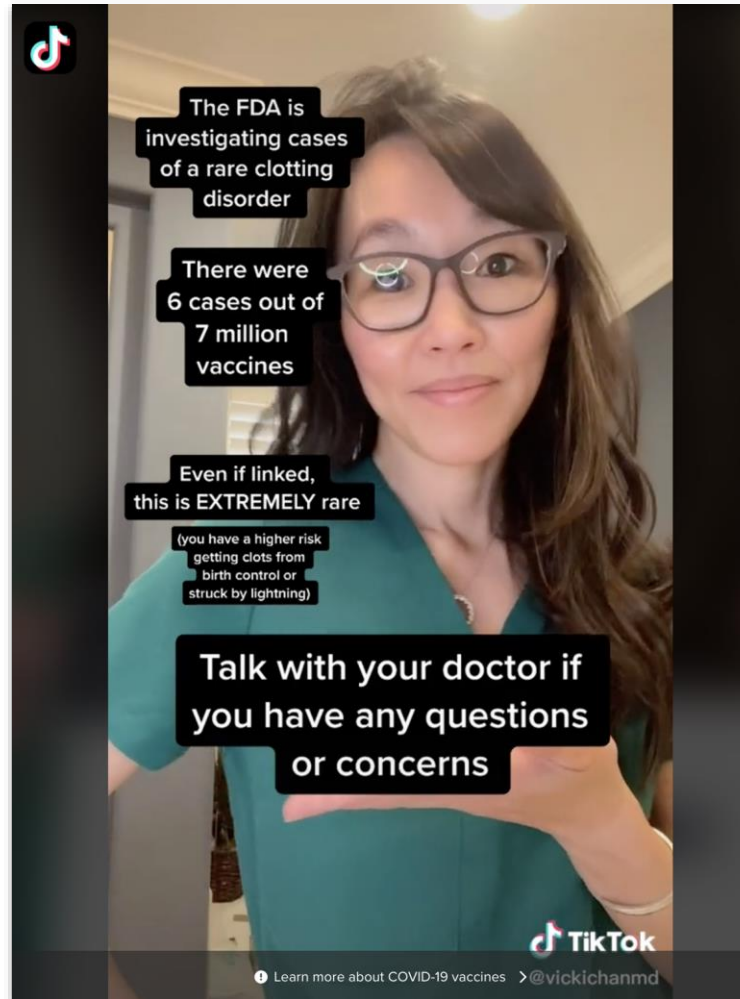 The FDA is
investigating cases
of a rare clotting
disorder
There were
6 cases out of
7 million
vaccines
Even if linked,
this is EXTREMELY rare
(you have a higher risk
getting clots from
birth control or
struck by lightning)
Talk with your doctor if
you have any questions
or concerns
TikTok
Learn more about COVID-19 vaccines
@vickichanmd